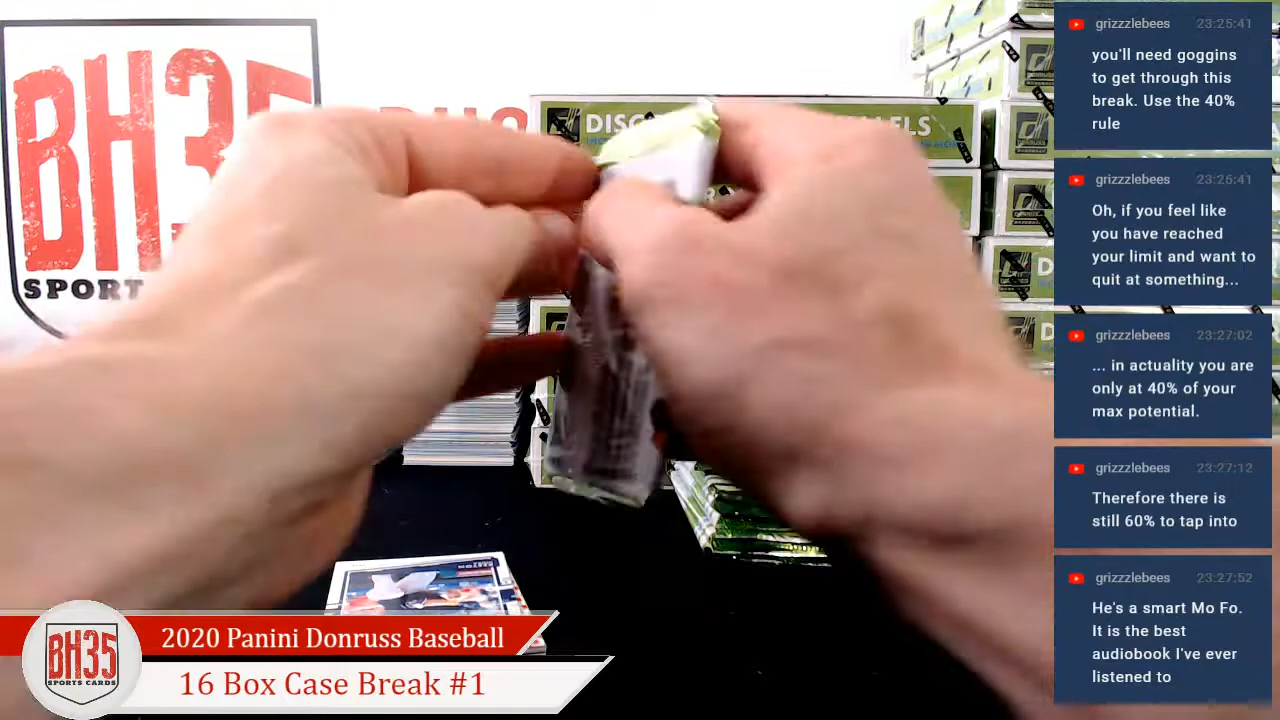 BH35
SPORT
DISC
LS
D
grizzzlebees 23:25:41
you'll need goggins
to get through this
break. Use the 40%
rule
grizzzlebees 23:26:41
Oh, if you feel like
you have reached
your limit and want to
quit at something...
grizzzlebees 23:27:02
... in actuality you are
only at 40% of your
max potential.
grizzzlebees 23:27:12
Therefore there is
still 60% to tap into
grizzzlebees 23:27:52
He's a smart Mo Fo.
It is the best
audiobook I've ever
listened to
BH35
SPORTS CARDS
2020 Panini Donruss Baseball
16 Box Case Break #1